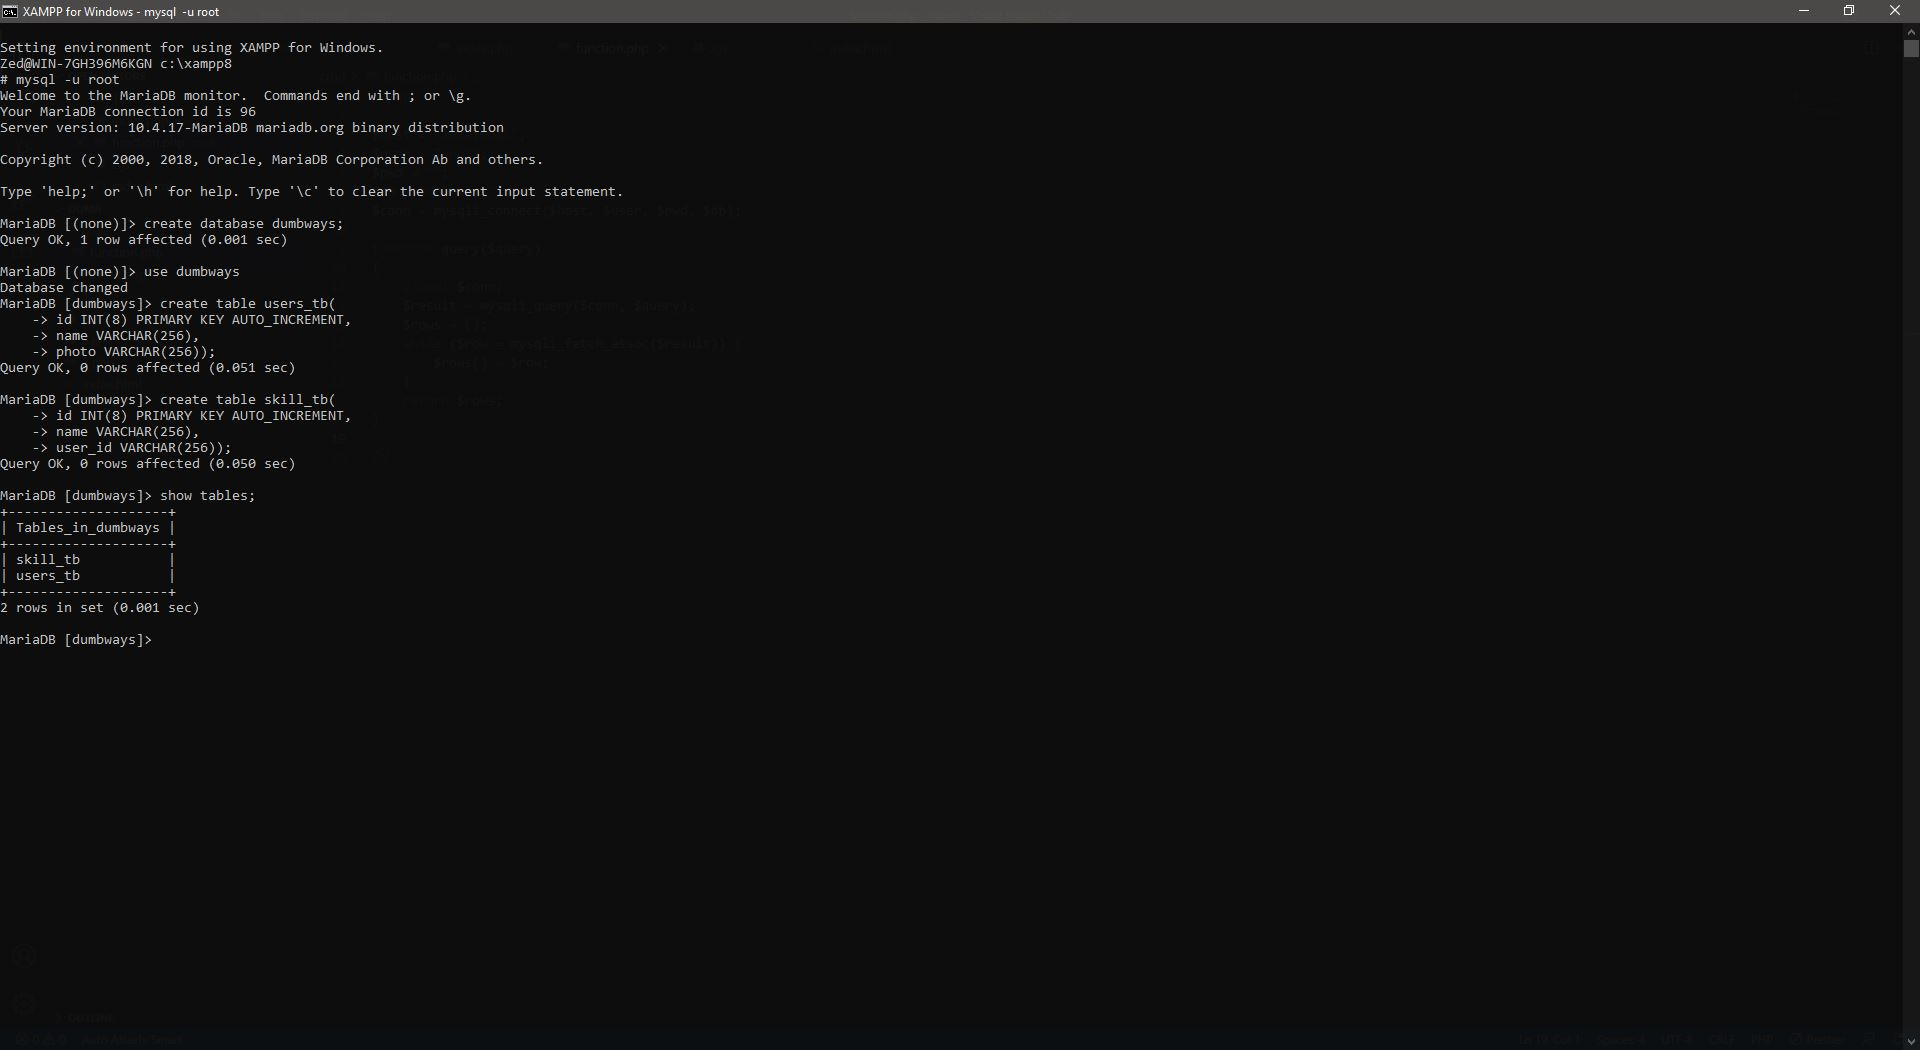 XAMPP for Windows - mysql -u root
Setting environment for using XAMPP for Windows.
Zed@WIN-7GH396M6KGN c:\xampp8
# mysql -u root
Welcome to the MariaDB monitor.  Commands end with ; or \g.
Your MariaDB connection id is 96
Server version: 10.4.17-MariaDB mariadb.org binary distribution
Copyright (c) 2000, 2018, Oracle, MariaDB Corporation Ab and others.
Type 'help;' or '\h' for help. Type '\c' to clear the current input statement.
MariaDB [(none)]> create database dumbways;
Query OK, 1 row affected (0.001 sec)
MariaDB [(none)]> use dumbways
Database changed
MariaDB [dumbways]> create table users_tb(
    -> id INT(8) PRIMARY KEY AUTO_INCREMENT,
    -> name VARCHAR(256),
    -> photo VARCHAR(256));
Query OK, 0 rows affected (0.051 sec)
MariaDB [dumbways]> create table skill_tb(
    -> id INT(8) PRIMARY KEY AUTO_INCREMENT,
    -> name VARCHAR(256),
    -> user_id VARCHAR(256));
Query OK, 0 rows affected (0.050 sec)
MariaDB [dumbways]> show tables;
+--------------------+
| Tables_in_dumbways |
+--------------------+
| skill_tb           |
| users_tb           |
+--------------------+
2 rows in set (0.001 sec)
MariaDB [dumbways]>